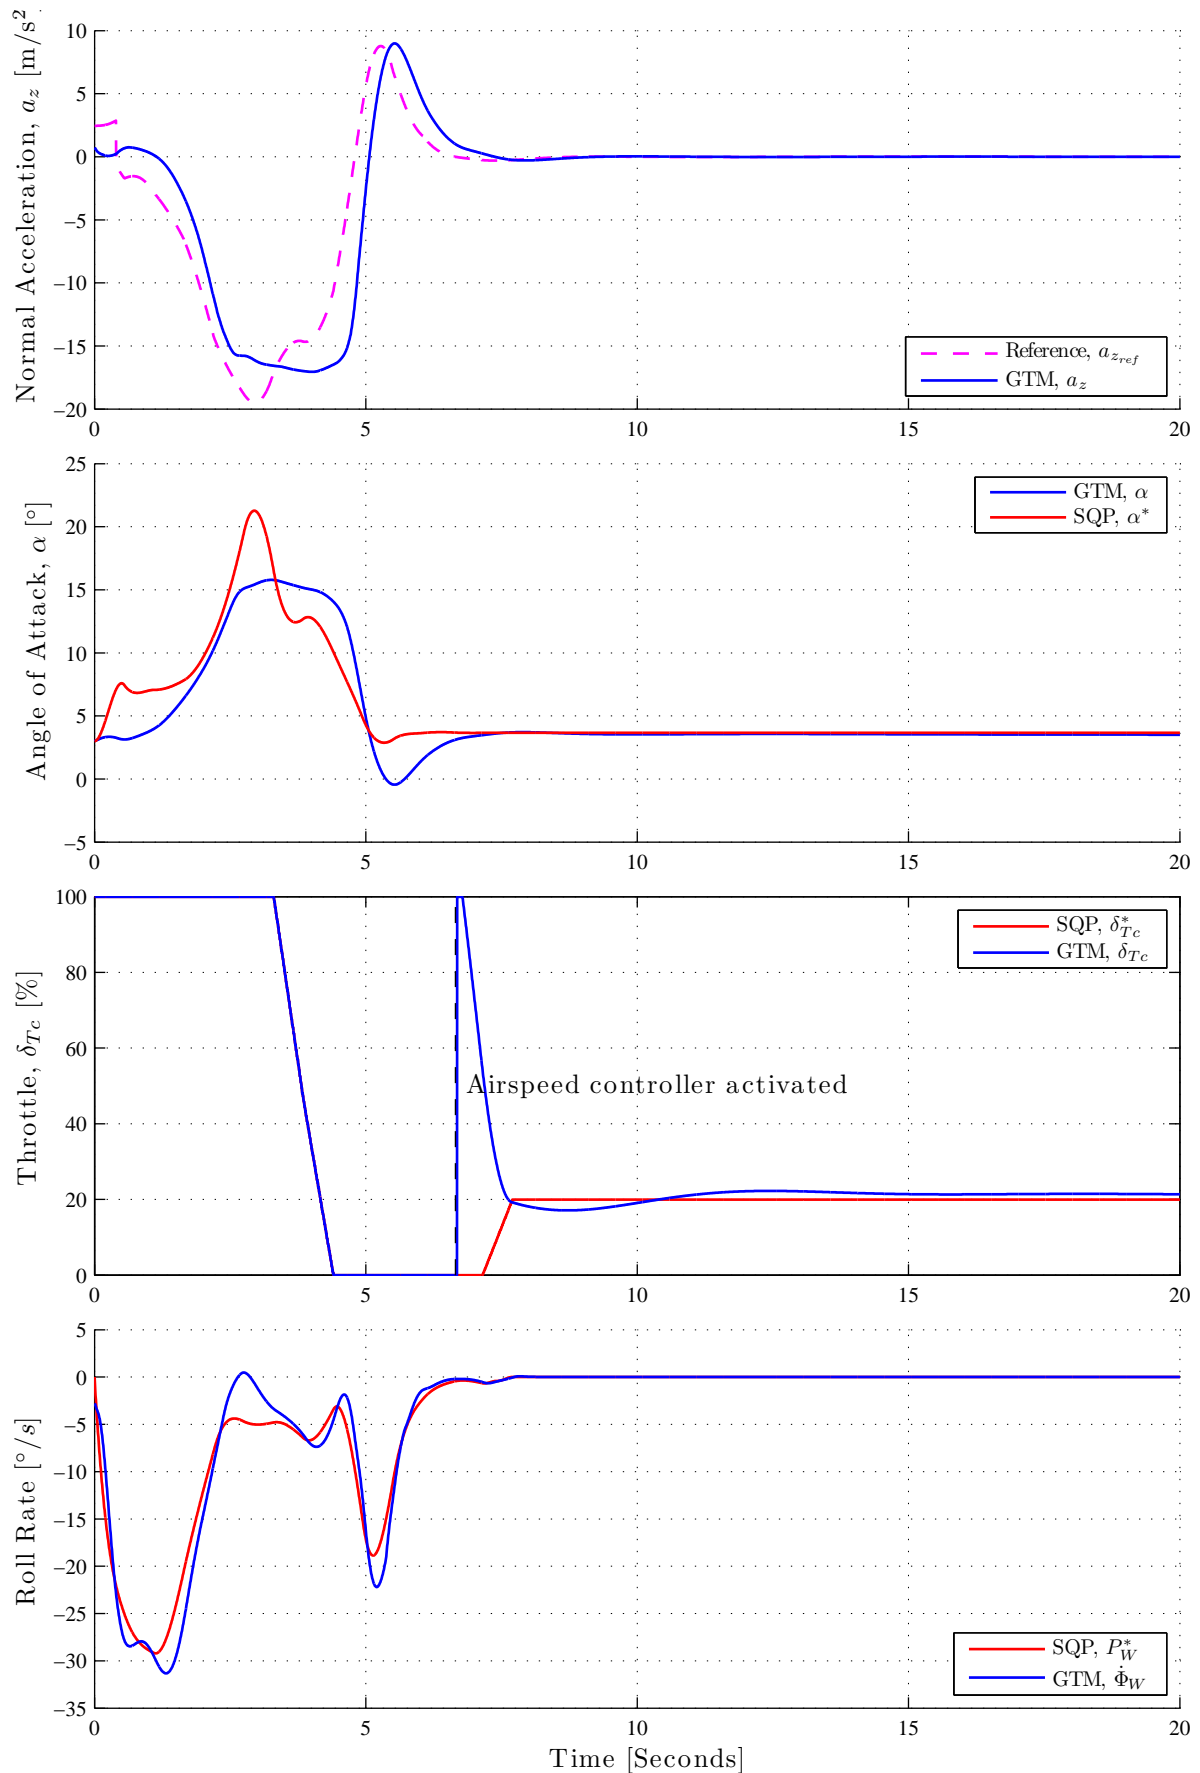 Normal Acceleration, a_z [m/s²]
10
5
0
−5
−10
−15
−20
Reference, a_{z_{ref}}
GTM, a_z
0 5 10 15 20
Angle of Attack, α [°]
25
20
15
10
5
0
−5
GTM, α
SQP, α*
0 5 10 15 20
Throttle, δ_{Tc} [%]
100
80
60
40
20
0
SQP, δ*_{Tc}
GTM, δ_{Tc}
Airspeed controller activated
0 5 10 15 20
Roll Rate [°/s]
5
0
−5
−10
−15
−20
−25
−30
−35
SQP, P*_W
GTM, Φ̇_W
0 5 10 15 20
Time [Seconds]